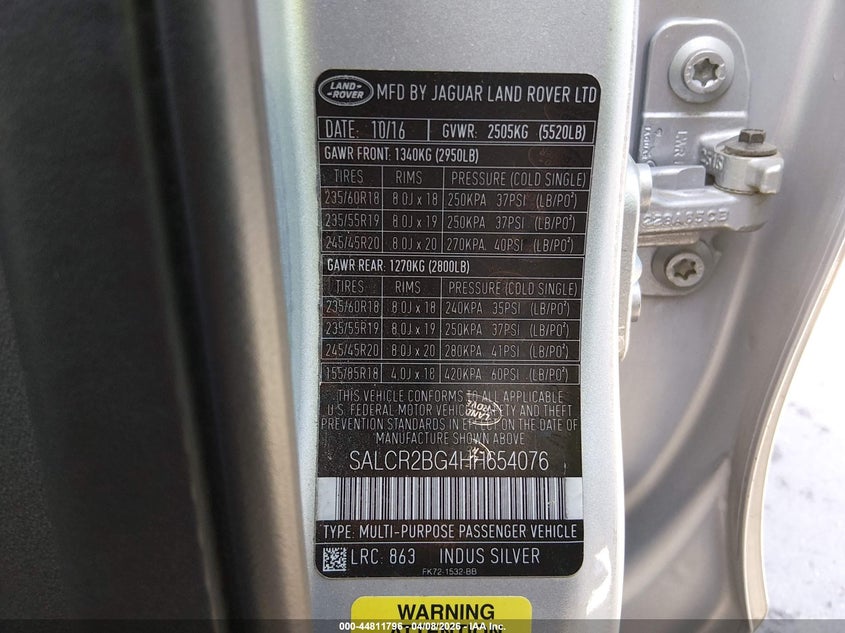 LAND-
ROVER
MFD BY JAGUAR LAND ROVER LTD
DATE: 10/16 GVWR: 2505KG (5520LB)
GAWR FRONT: 1340KG (2950LB)
TIRES RIMS PRESSURE (COLD SINGLE)
235/60R18 8.0J x 18 250KPA 37PSI (LB/PO²)
235/55R19 8.0J x 19 250KPA 37PSI (LB/PO²)
245/45R20 8.0J x 20 270KPA 40PSI (LB/PO²)
GAWR REAR: 1270KG (2800LB)
TIRES RIMS PRESSURE (COLD SINGLE)
235/60R18 8.0J x 18 240KPA 35PSI (LB/PO²)
235/55R19 8.0J x 19 250KPA 37PSI (LB/PO²)
245/45R20 8.0J x 20 280KPA 41PSI (LB/PO²)
155/85R18 4.0J x 18 420KPA 60PSI (LB/PO²)
THIS VEHICLE CONFORMS TO ALL APPLICABLE
U.S. FEDERAL MOTOR VEHICLE AND THEFT
PREVENTION STANDARDS IN EFFECT ON THE DATE OF
MANUFACTURE SHOWN ABOVE
LAND
ROVER
SALCR2BG4HH654076
TYPE: MULTI-PURPOSE PASSENGER VEHICLE
LRC: 863 INDUS SILVER
FK72-1532-BB
WARNING
000-44811796 - 04/08/2026 - IAA Inc.